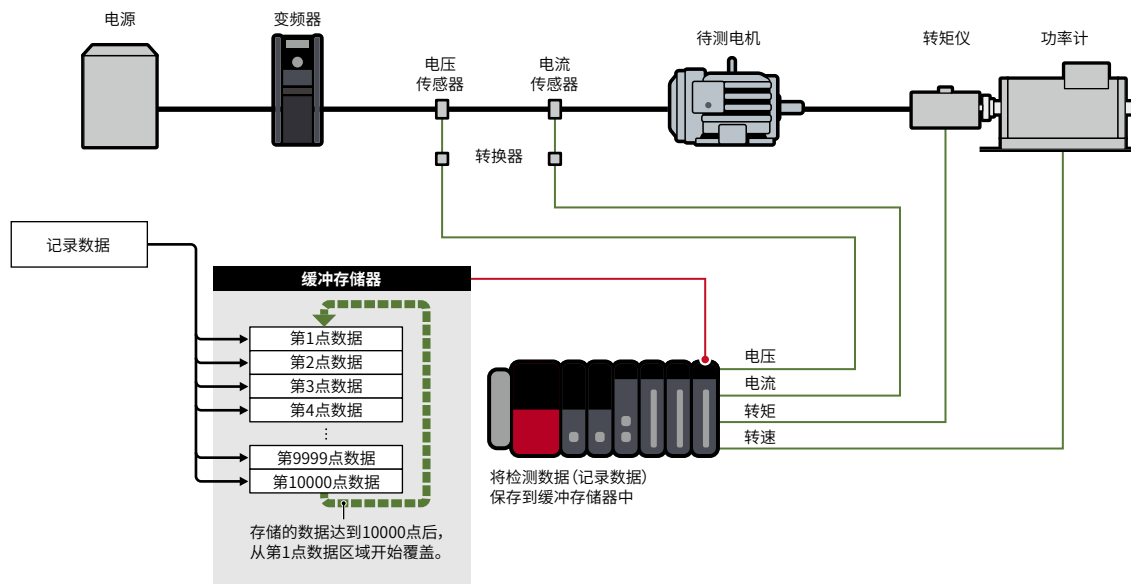 电源
变频器
电压
传感器
电流
传感器
待测电机
转矩仪
功率计
转换器
记录数据
缓冲存储器
第1点数据
第2点数据
第3点数据
第4点数据
⋮
第9999点数据
第10000点数据
存储的数据达到10000点后，
从第1点数据区域开始覆盖。
电压
电流
转矩
转速
将检测数据（记录数据）
保存到缓冲存储器中